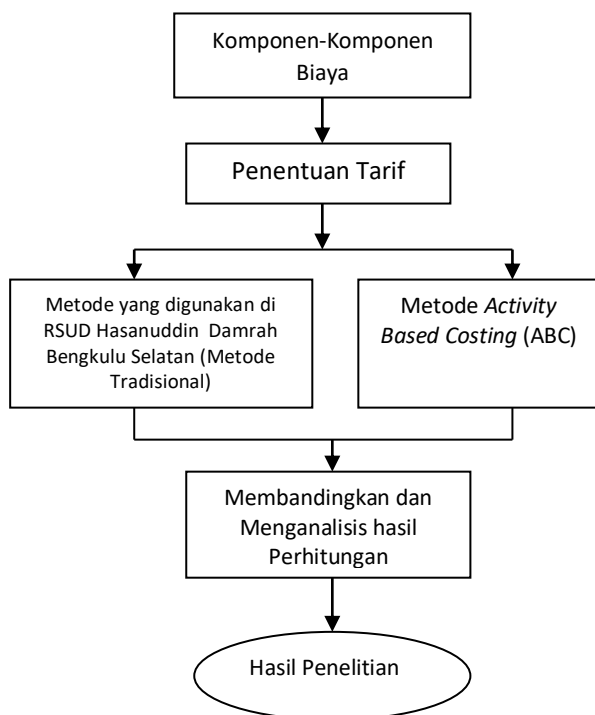 Komponen-Komponen
Biaya
Penentuan Tarif
Metode yang digunakan di
RSUD Hasanuddin Damrah
Bengkulu Selatan (Metode
Tradisional)
Metode Activity
Based Costing (ABC)
Membandingkan dan
Menganalisis hasil
Perhitungan
Hasil Penelitian